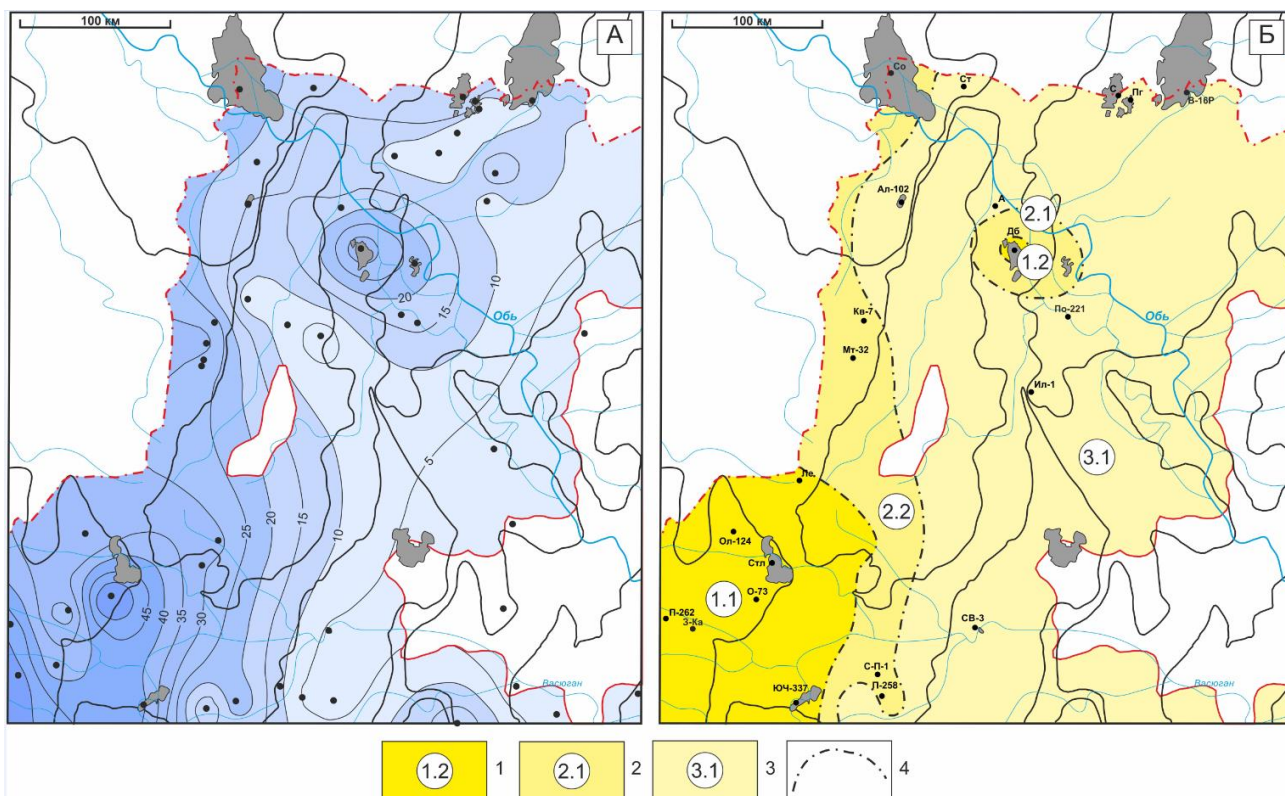 100 км
А
20
15
10
Обь
5
25
20
15
10
45
40
35
30
Васюган
100 км
Б
Со
Ст
С
Пг
В-16Р
Ал-102
А
2.1
Дб
1.2
Кв-7
По-221
Обь
Мт-32
Ил-1
3.1
Ле.
2.2
Ол-124
Стл
О-73
1.1
П-262
З-Ка
СВ-3
С-П-1
Л-258
ЮЧ-337
Васюган
1.2
1
2.1
2
3.1
3
4